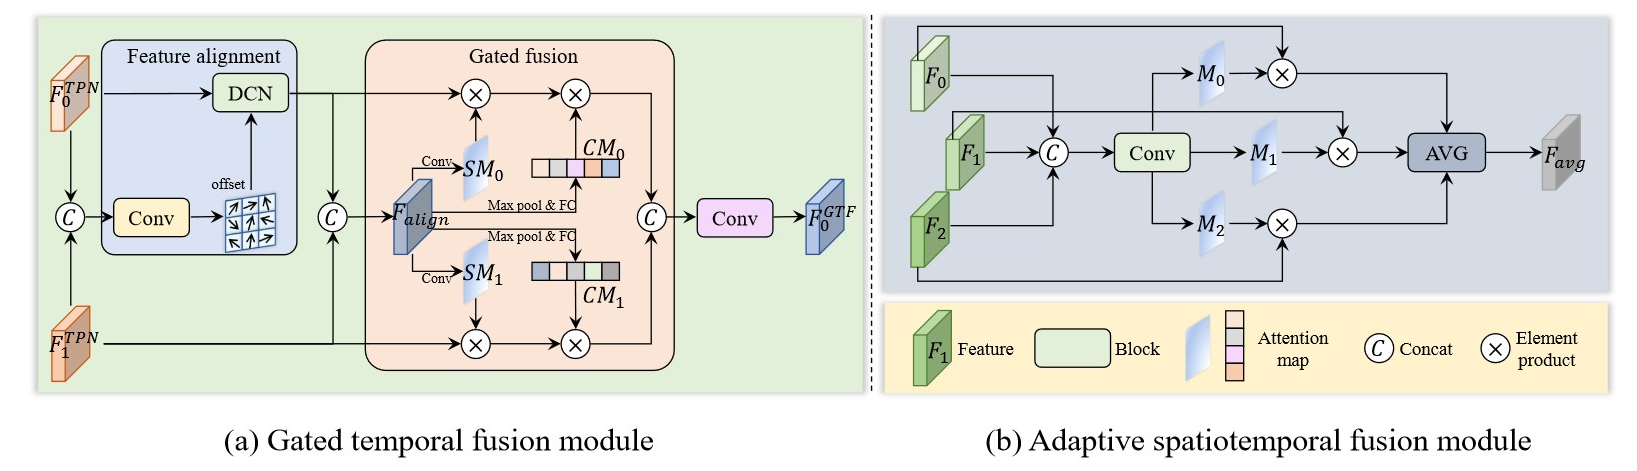 Feature alignment
F_0^{TPN}
DCN
offset
C
Conv
F_1^{TPN}
C
Gated fusion
×
×
Conv
SM_0
CM_0
Max pool & FC
F_{align}
Max pool & FC
Conv
SM_1
CM_1
×
×
C
Conv
F_0^{GTF}
(a) Gated temporal fusion module
F_0
F_1
F_2
C
Conv
M_0
×
M_1
×
M_2
×
AVG
F_{avg}
F_1
Feature
Block
Attention
map
C
Concat
×
Element
product
(b) Adaptive spatiotemporal fusion module